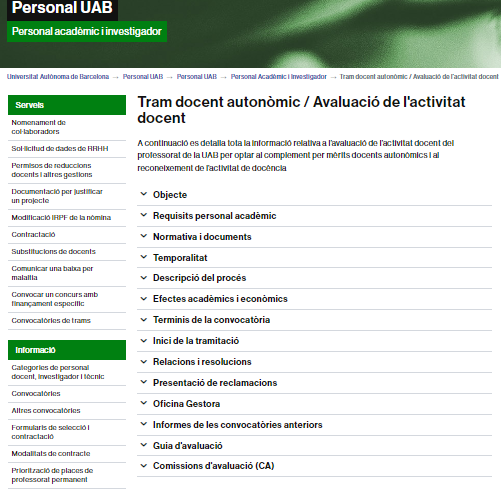 Personal UAB
Personal acadèmic i investigador
Universitat Autònoma de Barcelona → Personal UAB → Personal UAB → Personal Acadèmic i Investigador → Tram docent autonòmic / Avaluació de l'activitat docent
Serveis
Nomenament de
col·laboradors
Sol·licitud de dades de RRHH
Permisos de reduccions
docents i altres gestions
Documentació per justificar
un projecte
Modificació IRPF de la nòmina
Contractació
Substitucions de docents
Comunicar una baixa per
malaltia
Convocar un concurs amb
finançament específic
Convocatòries de trams
Informació
Categories de personal
docent, investigador i tècnic
Convocatòries
Altres convocatòries
Formularis de selecció i
contractació
Modalitats de contracte
Priorització de places de
professorat permanent
Tram docent autonòmic / Avaluació de l'activitat
docent
A continuació es detalla tota la informació relativa a l'avaluació de l'activitat docent del
professorat de la UAB per optar al complement per mèrits docents autonòmics i al
reconeixement de l'activitat de docència
Objecte
Requisits personal acadèmic
Normativa i documents
Temporalitat
Descripció del procés
Efectes acadèmics i econòmics
Terminis de la convocatòria
Inici de la tramitació
Relacions i resolucions
Presentació de reclamacions
Oficina Gestora
Informes de les convocatòries anteriors
Guia d'avaluació
Comissions d'avaluació (CA)